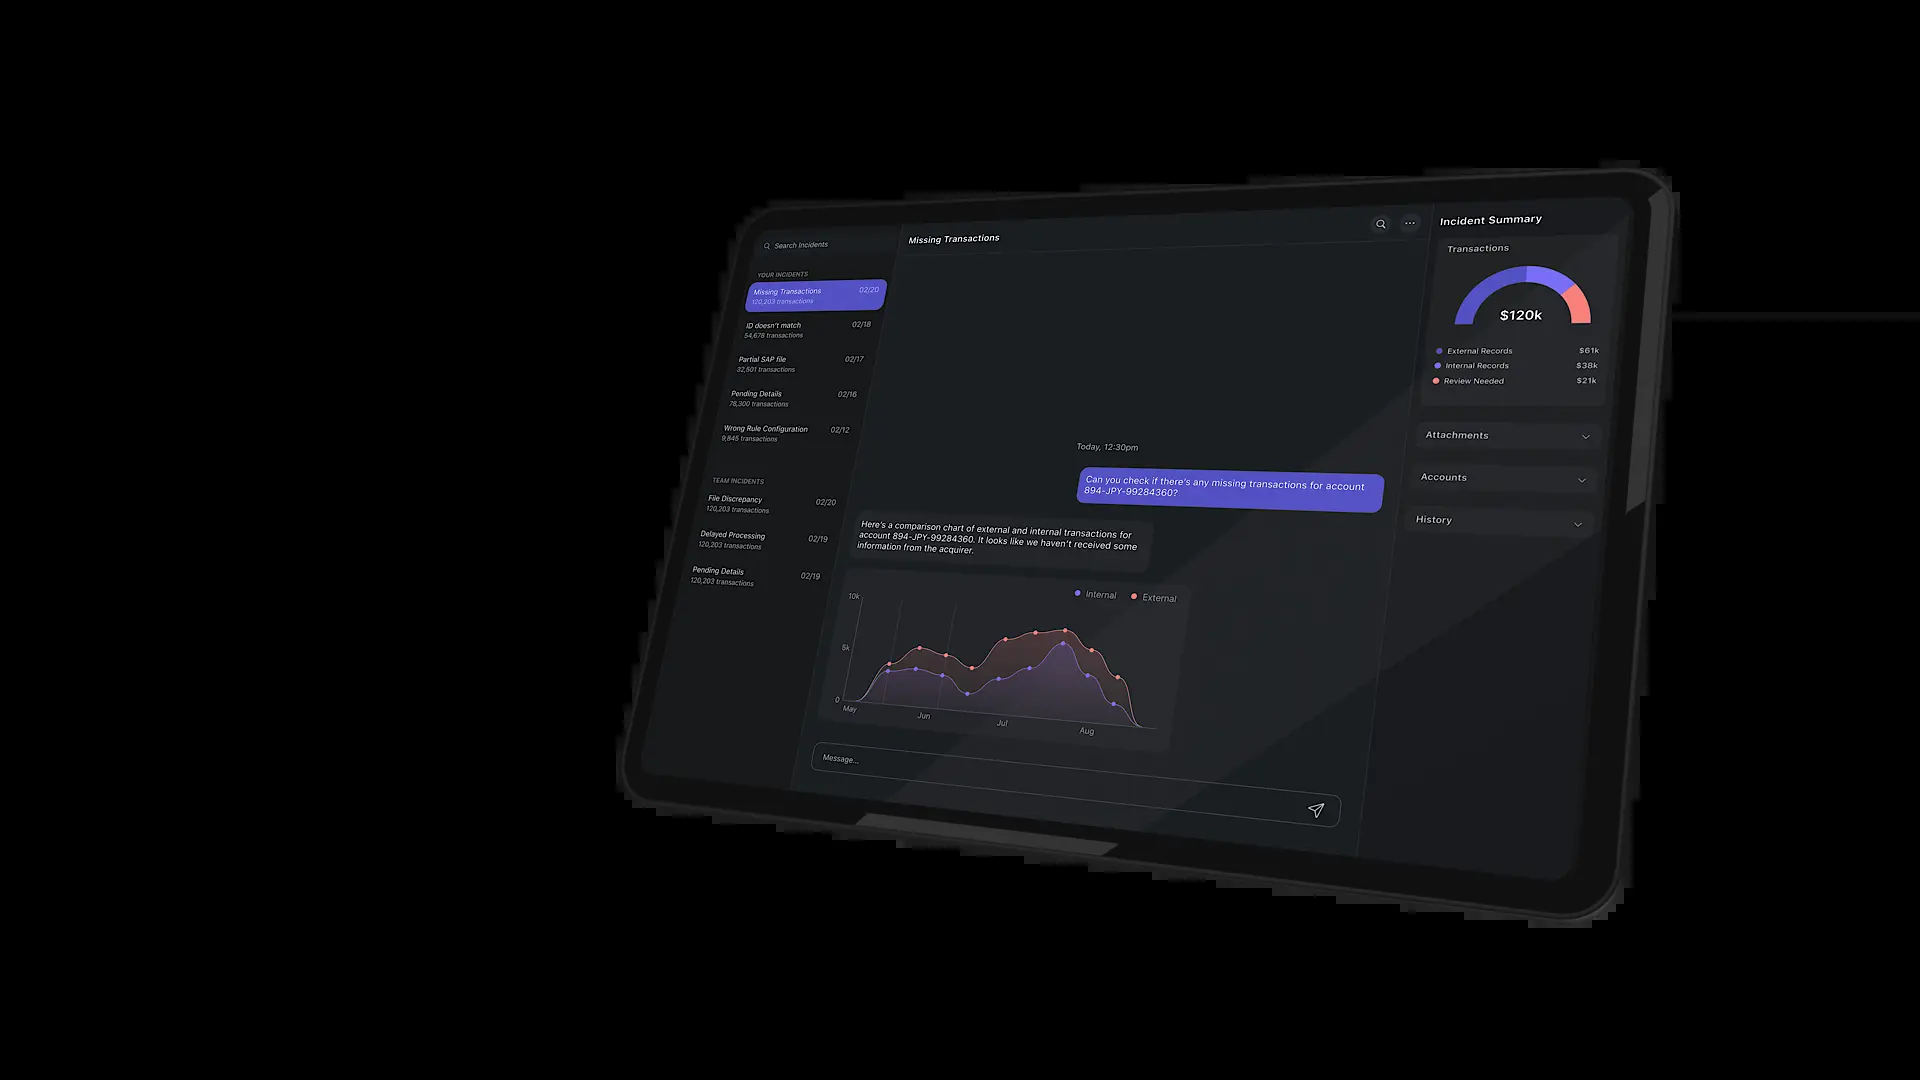 Search Incidents
YOUR INCIDENTS
Missing Transactions 02/20
120,203 transactions
ID doesn't match 02/18
54,678 transactions
Partial SAP file 02/17
32,501 transactions
Pending Details 02/16
78,300 transactions
Wrong Rule Configuration 02/12
9,845 transactions
TEAM INCIDENTS
File Discrepancy 02/20
120,203 transactions
Delayed Processing 02/19
120,203 transactions
Pending Details 02/19
120,203 transactions
Missing Transactions
Today, 12:30pm
Can you check if there's any missing transactions for account
894-JPY-99284360?
Here's a comparison chart of external and internal transactions for
account 894-JPY-99284360. It looks like we haven't received some
information from the acquirer.
Internal External
10k
5k
0
May Jun Jul Aug
Message...
Incident Summary
Transactions
$120k
External Records $61k
Internal Records $38k
Review Needed $21k
Attachments
Accounts
History